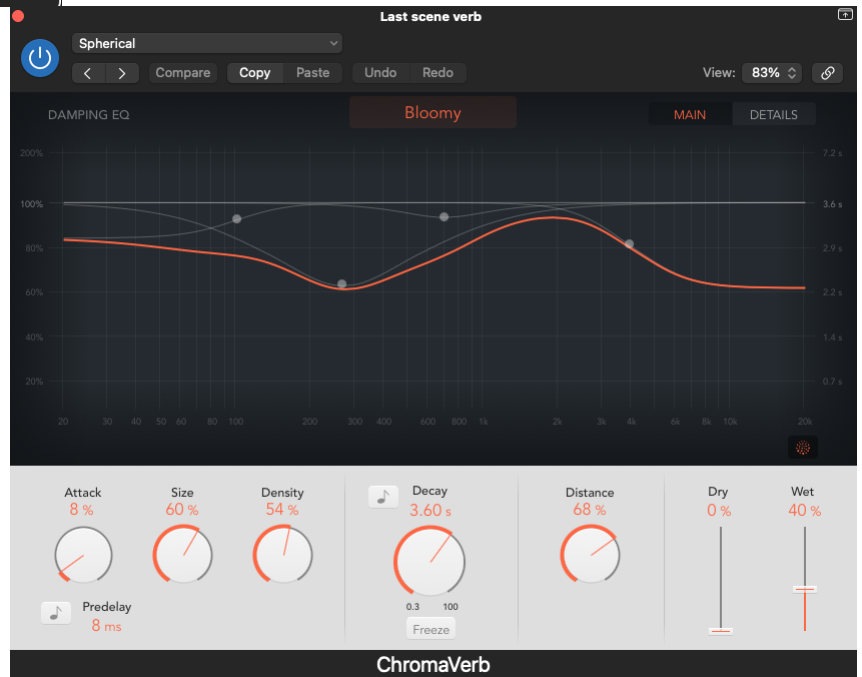 Last scene verb
Spherical
Compare Copy Paste Undo Redo View: 83%
DAMPING EQ Bloomy MAIN DETAILS
200% 7.2 s
100% 3.6 s
80% 2.9 s
60% 2.2 s
40% 1.4 s
20% 0.7 s
20 30 40 50 60 80 100 200 300 400 600 800 1k 2k 3k 4k 6k 8k 10k 20k
Attack Size Density Decay Distance Dry Wet
8 % 60 % 54 % 3.60 s 68 % 0 % 40 %
0.3 100
Predelay
8 ms
Freeze
ChromaVerb